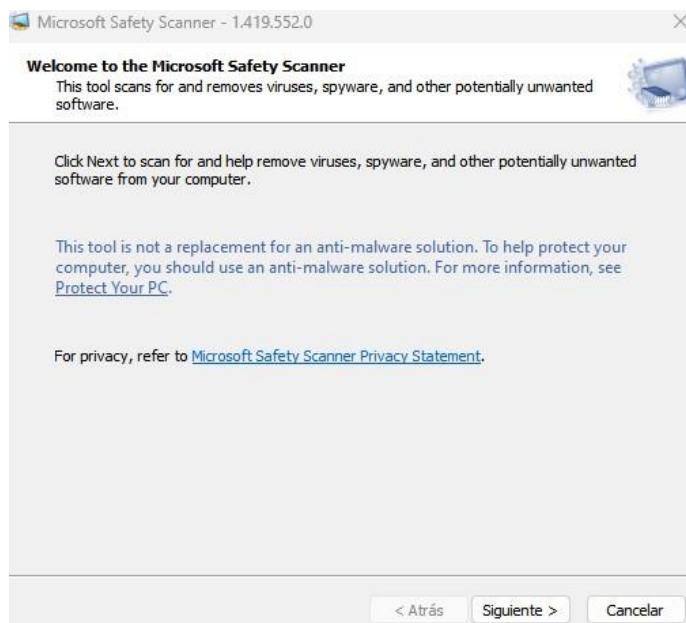 Microsoft Safety Scanner - 1.419.552.0
Welcome to the Microsoft Safety Scanner
This tool scans for and removes viruses, spyware, and other potentially unwanted
software.
Click Next to scan for and help remove viruses, spyware, and other potentially unwanted
software from your computer.
This tool is not a replacement for an anti-malware solution. To help protect your
computer, you should use an anti-malware solution. For more information, see
Protect Your PC.
For privacy, refer to Microsoft Safety Scanner Privacy Statement.
< Atrás Siguiente > Cancelar